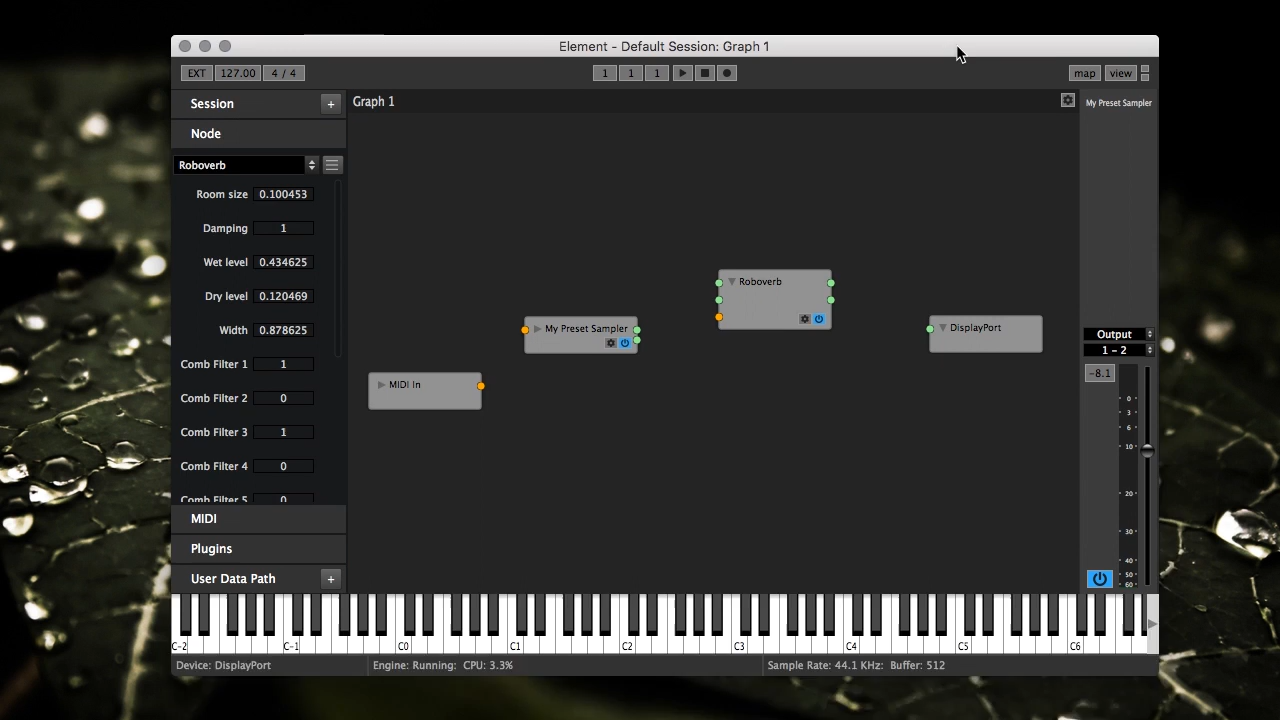 Element - Default Session: Graph 1
EXT 127.00 4 / 4 1 1 1 map view
Session +
Graph 1
My Preset Sampler
Node
Roboverb
Room size 0.100453
Damping 1
Wet level 0.434625
Dry level 0.120469
Width 0.878625
Comb Filter 1 1
Comb Filter 2 0
Comb Filter 3 1
Comb Filter 4 0
Comb Filter 5 0
MIDI
Plugins
User Data Path +
MIDI In
My Preset Sampler
Roboverb
DisplayPort
Output
1 - 2
-8.1
0
3
6
10
20
30
40
50
60
C-2 C-1 C0 C1 C2 C3 C4 C5 C6
Device: DisplayPort Engine: Running: CPU: 3.3% Sample Rate: 44.1 KHz: Buffer: 512